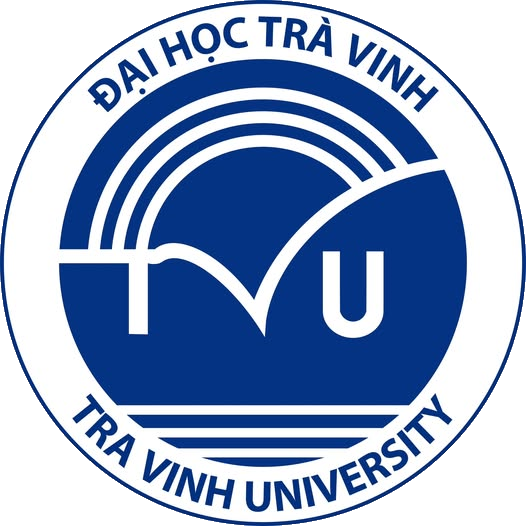 ĐẠI HỌC TRÀ VINH
TVU
TRA VINH UNIVERSITY